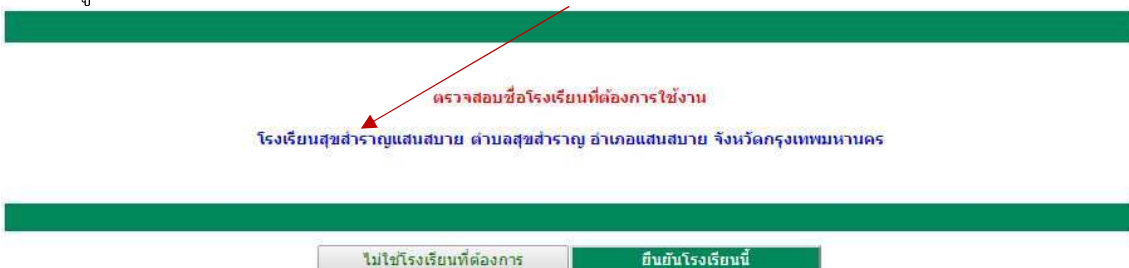 ตรวจสอบชื่อโรงเรียนที่ต้องการใช้งาน
โรงเรียนสุขสำราญแสนสบาย ตำบลสุขสำราญ อำเภอแสนสบาย จังหวัดกรุงเทพมหานคร
ไม่ใช่โรงเรียนที่ต้องการ ยืนยันโรงเรียนนี้